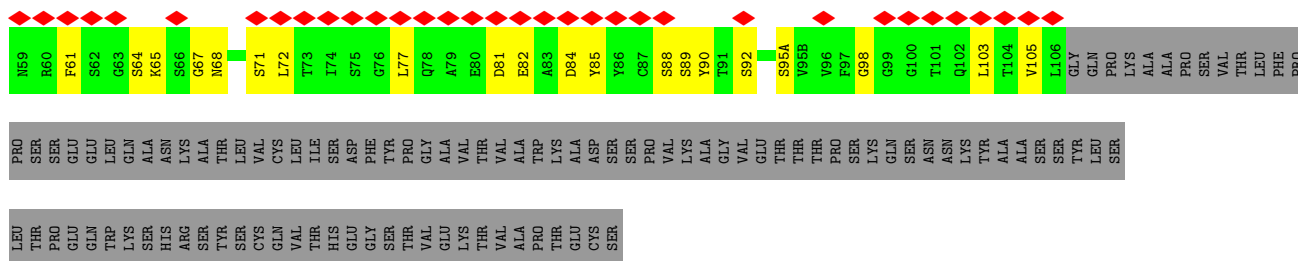 N59 R60 F61 S62 G63 S64 K65 S66 G67 N68 S71 L72 T73 I74 S75 G76 L77 Q78 A79 E80 D81 E82 A83 D84 Y85 Y86 C87 S88 S89 Y90 T91 S92 S95A V95B V96 F97 G98 G99 G100 T101 Q102 L103 T104 V105 L106 GLY GLN PRO LYS ALA ALA PRO SER VAL THR LEU PHE PRO
PRO SER SER GLU GLU LEU GLN ALA ASN LYS ALA THR LEU VAL CYS LEU ILE SER ASP PHE TYR PRO GLY ALA VAL THR VAL ALA TRP LYS ALA ASP SER SER PRO VAL LYS ALA GLY VAL GLU THR THR THR PRO SER LYS GLN SER ASN ASN LYS TYR ALA ALA SER SER TYR LEU SER
LEU THR PRO GLU GLN TRP LYS SER HIS ARG SER TYR SER CYS GLN VAL THR HIS GLU GLY SER THR VAL GLU LYS THR VAL ALA PRO THR GLU CYS SER